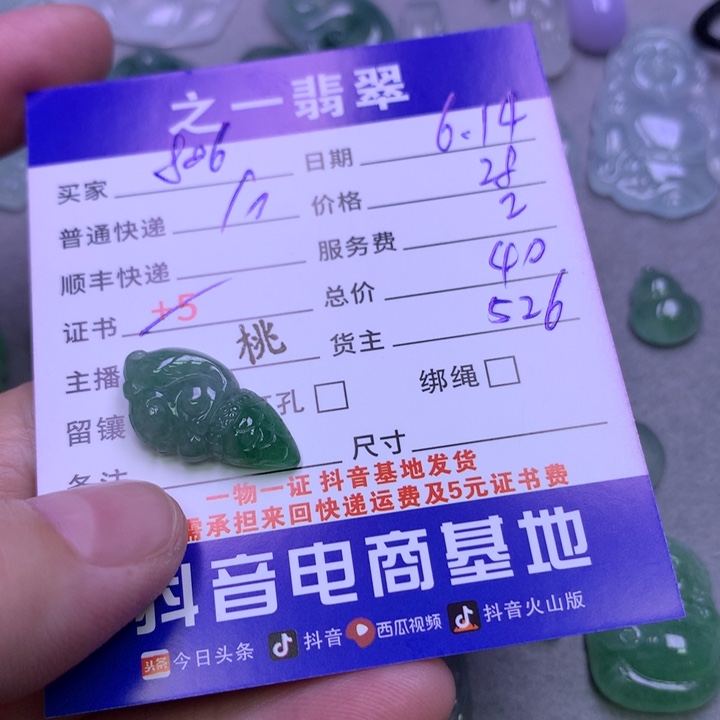 之一翡翠
买家 806 日期 6.14
普通快递 价格 28
顺丰快递 服务费 2
证书 +5 总价 40
主播 桃 货主 526
留镶 孔 □ 绑绳 □
备注 尺寸
一物一证 抖音基地发货
需承担来回快递运费及5元证书费
抖音电商基地
头条 今日头条 抖音 西瓜视频 抖音火山版